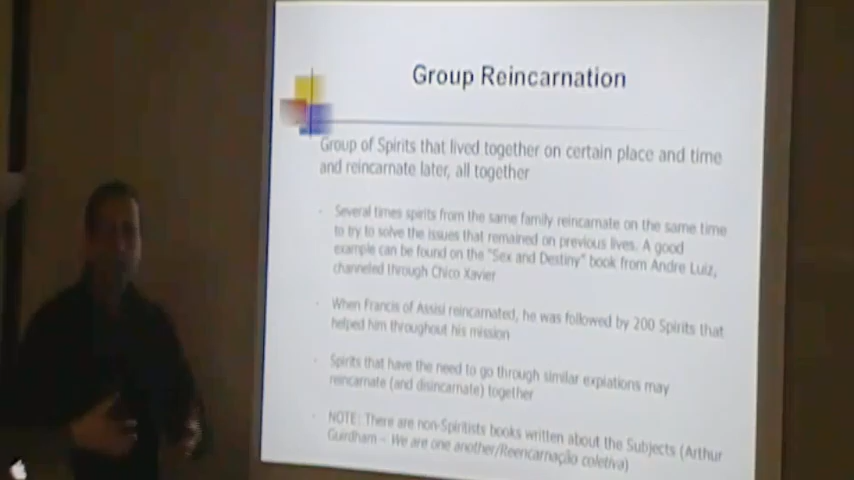 Group Reincarnation
Group of Spirits that lived together on certain place and time
and reincarnate later, all together
Several times spirits from the same family reincarnate on the same time
to try to solve the issues that remained on previous lives. A good
example can be found on the "Sex and Destiny" book from Andre Luiz,
channeled through Chico Xavier
When Francis of Assisi reincarnated, he was followed by 200 Spirits that
helped him throughout his mission
Spirits that have the need to go through similar expiations may
reincarnate (and disincarnate) together
NOTE: There are non-Spiritists books written about the Subjects (Arthur
Guirdham – We are one another/Reencarnação coletiva)